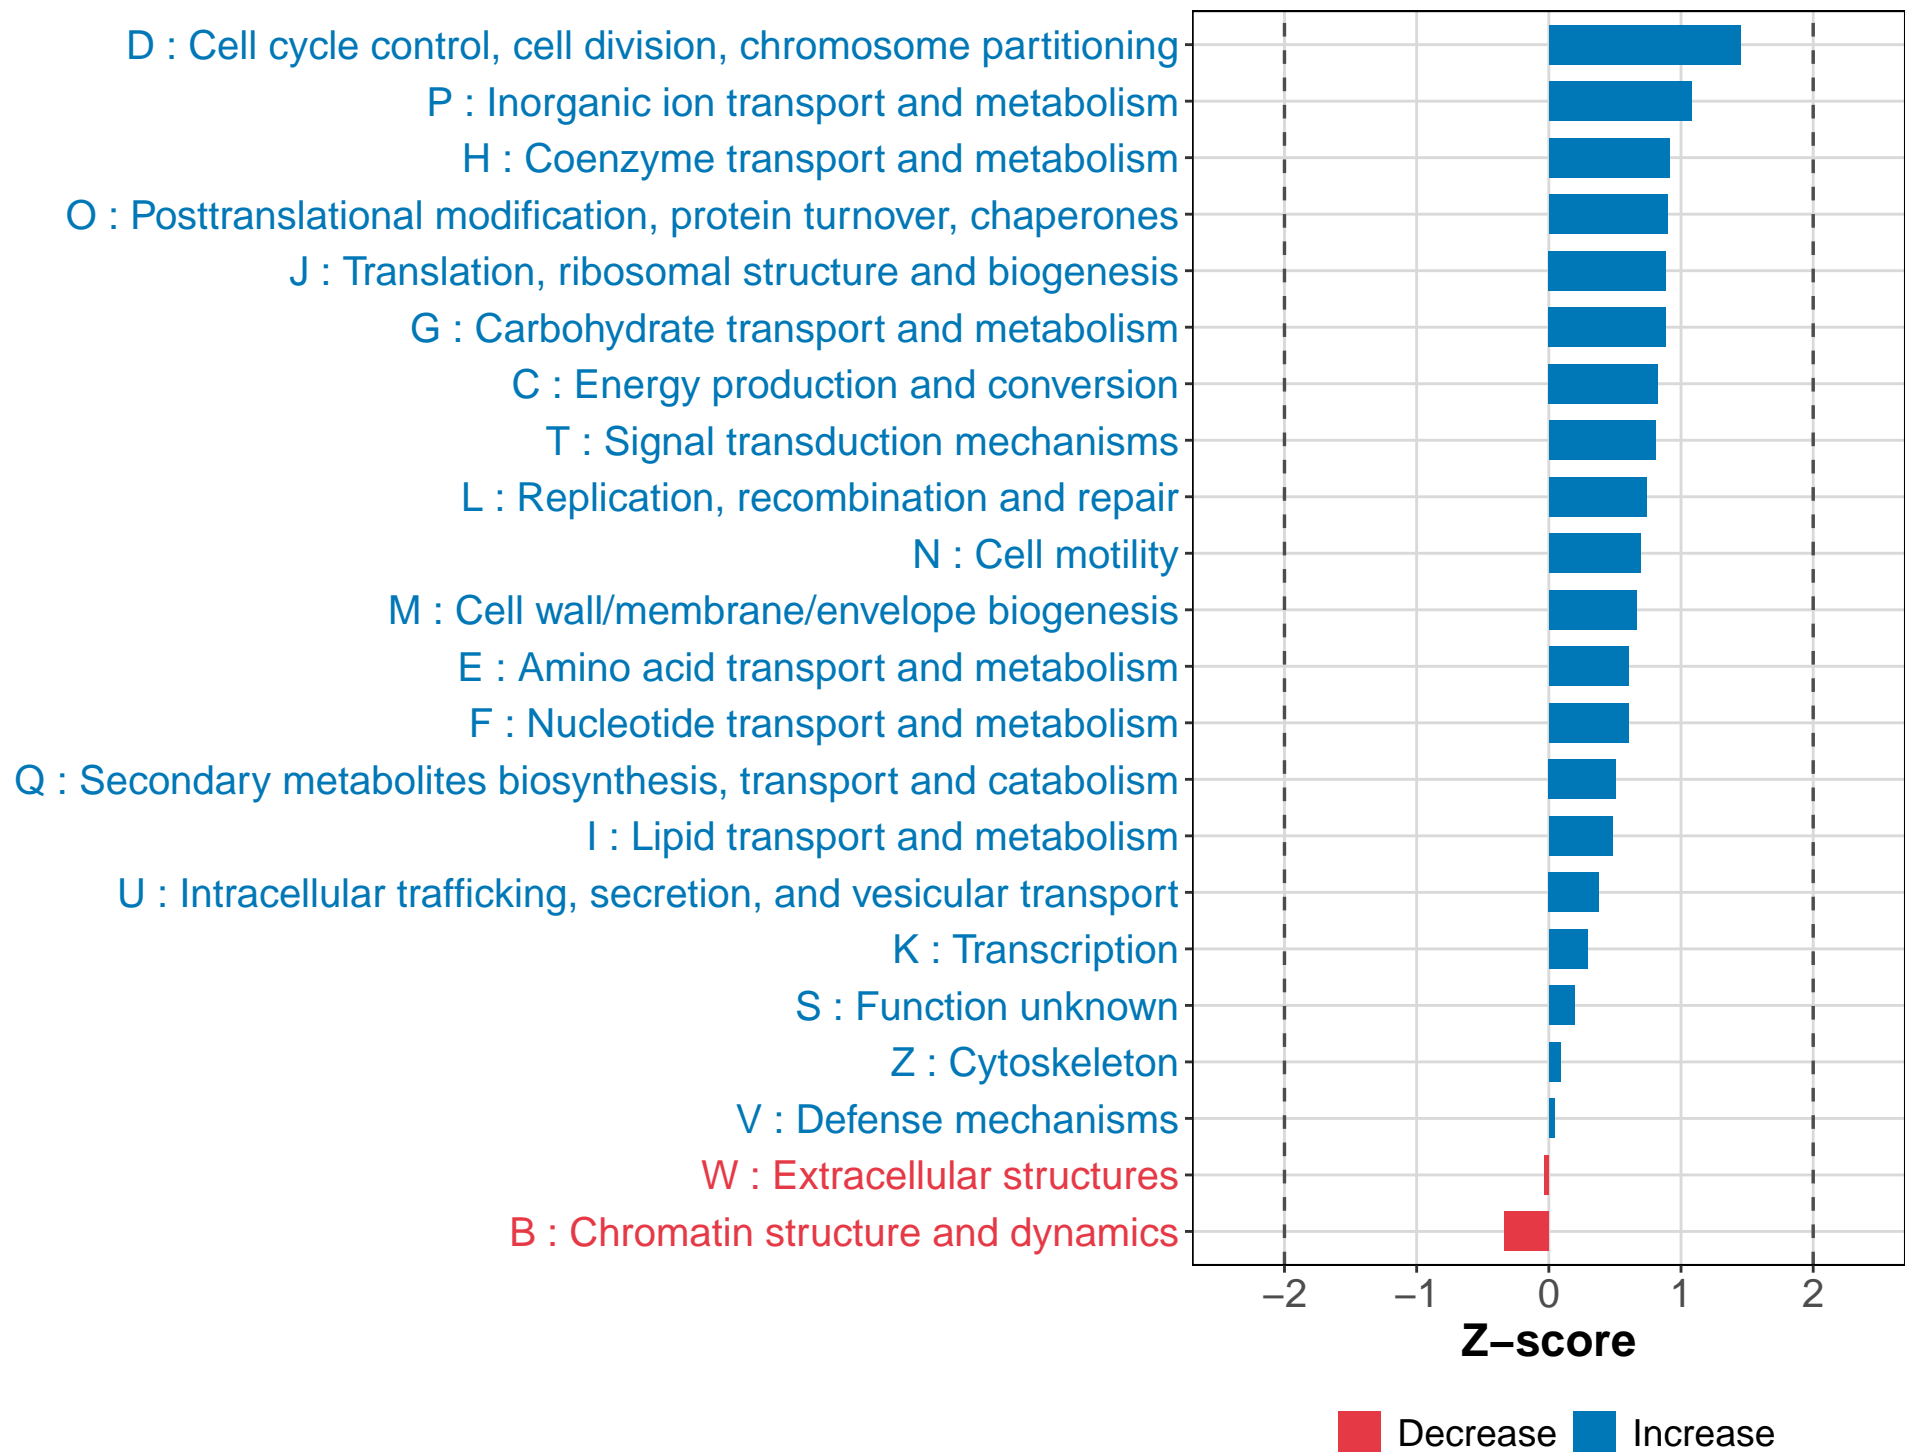 D : Cell cycle control, cell division, chromosome partitioning
P : Inorganic ion transport and metabolism
H : Coenzyme transport and metabolism
O : Posttranslational modification, protein turnover, chaperones
J : Translation, ribosomal structure and biogenesis
G : Carbohydrate transport and metabolism
C : Energy production and conversion
T : Signal transduction mechanisms
L : Replication, recombination and repair
N : Cell motility
M : Cell wall/membrane/envelope biogenesis
E : Amino acid transport and metabolism
F : Nucleotide transport and metabolism
Q : Secondary metabolites biosynthesis, transport and catabolism
I : Lipid transport and metabolism
U : Intracellular trafficking, secretion, and vesicular transport
K : Transcription
S : Function unknown
Z : Cytoskeleton
V : Defense mechanisms
W : Extracellular structures
B : Chromatin structure and dynamics
−2 −1 0 1 2
Z−score
Decrease Increase